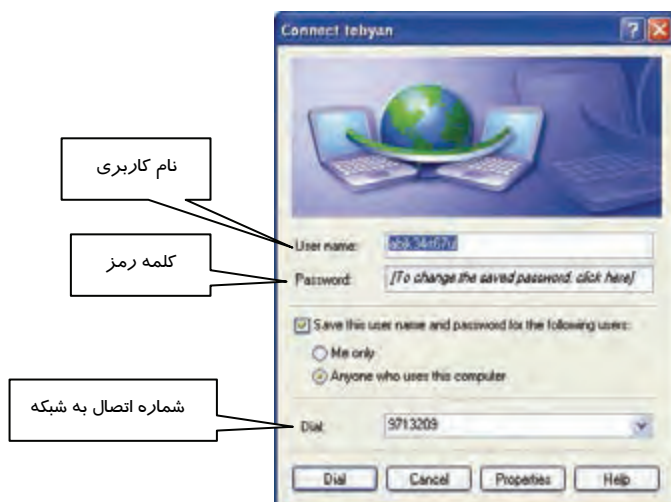 Connect tebyan
نام کاربری
User name:
کلمه رمز
Password: [To change the saved password, click here]
Save this user name and password for the following users:
Me only
Anyone who uses this computer
شماره اتصال به شبکه
Dial: 9713209
Dial Cancel Properties Help